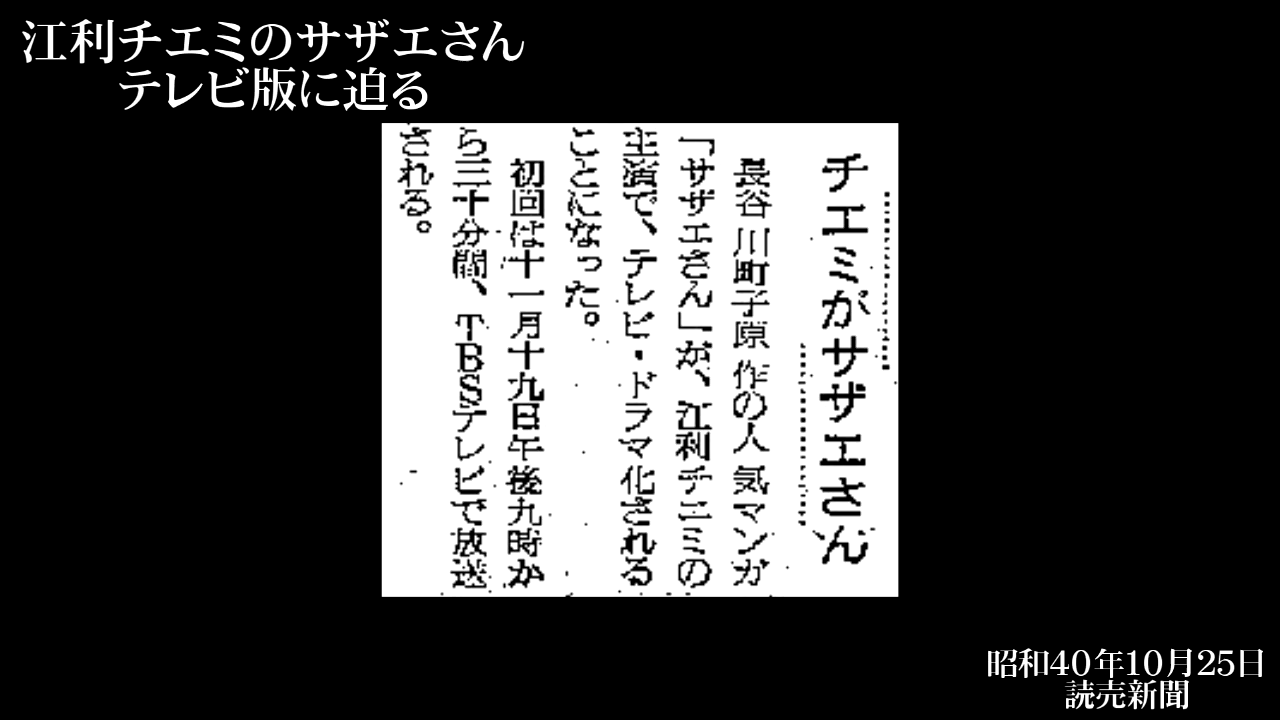 江利チエミのサザエさん
テレビ版に迫る
チエミがサザエさん
長谷川町子原作の人気マンガ
「サザエさん」が、江利チエミの
主演で、テレビ・ドラマ化される
ことになった。
初回は十一月十九日午後九時か
ら三十分間、ＴＢＳテレビで放送
される。
昭和40年10月25日
読売新聞